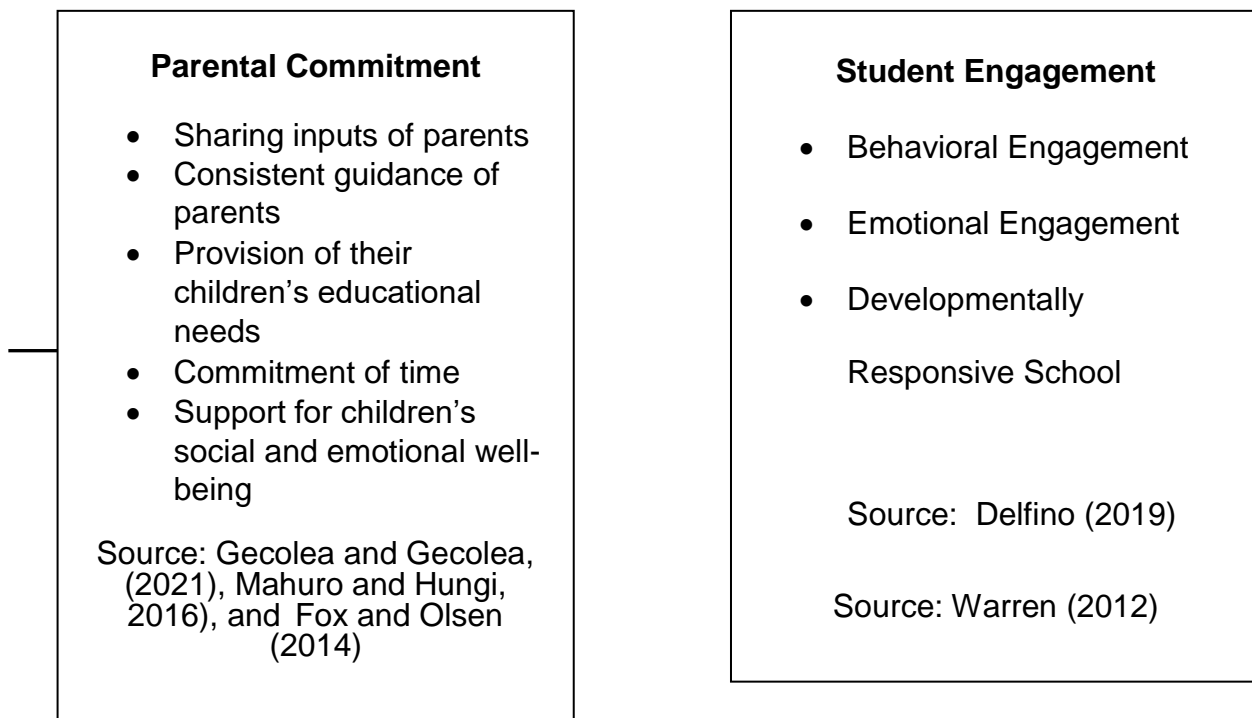 Parental Commitment
• Sharing inputs of parents
• Consistent guidance of
parents
• Provision of their
children’s educational
needs
• Commitment of time
• Support for children’s
social and emotional well-
being
Source: Gecolea and Gecolea,
(2021), Mahuro and Hungi,
2016), and Fox and Olsen
(2014)
Student Engagement
• Behavioral Engagement
• Emotional Engagement
• Developmentally
Responsive School
Source: Delfino (2019)
Source: Warren (2012)